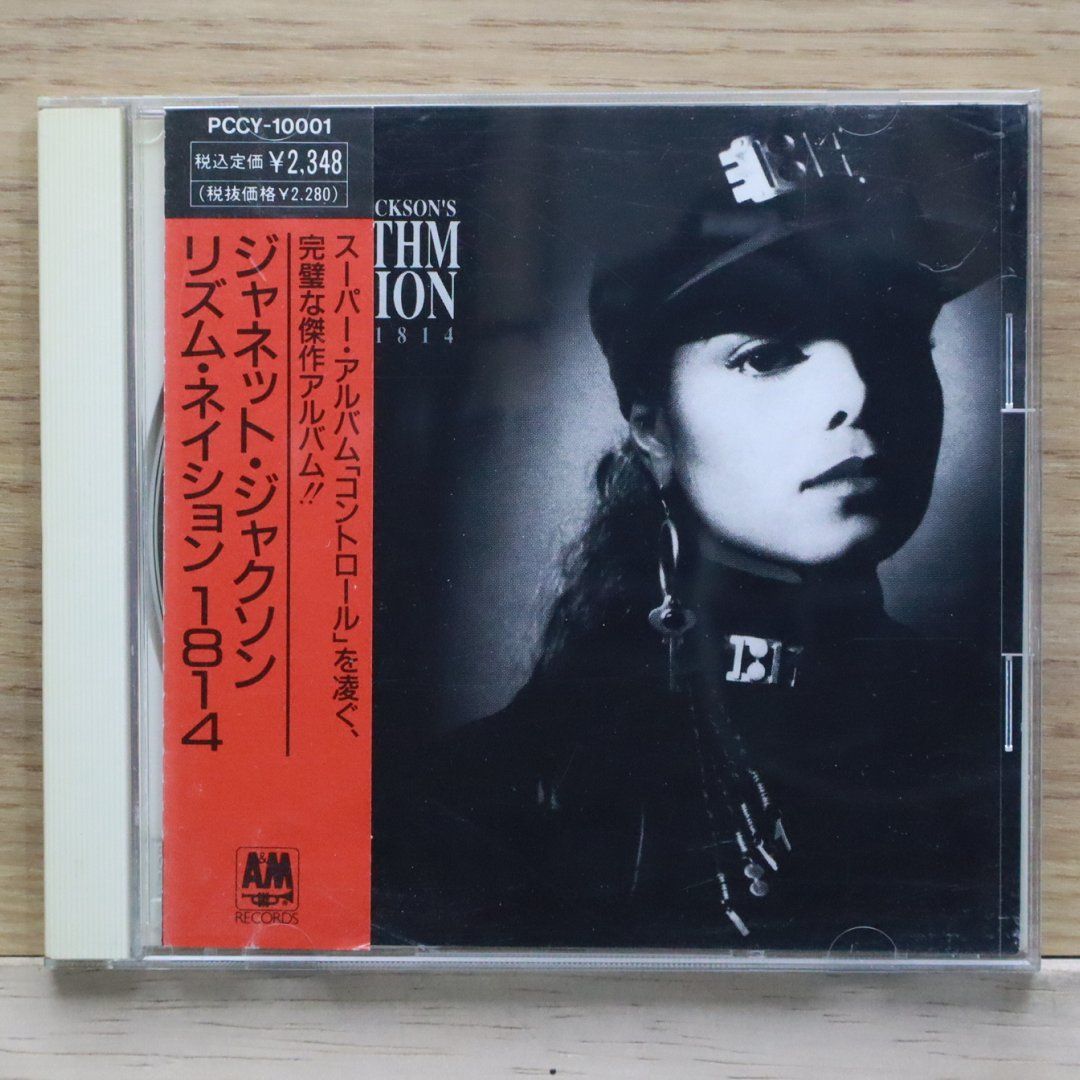 PCCY-10001
税込定価 ¥2,348
(税抜価格¥2.280)
スーパー・アルバム「コントロール」を凌ぐ、
完璧な傑作アルバム!!
ジャネット・ジャクソン
リズム・ネイション 1814
A&M
RECORDS
CKSON'S
THM
ION
1814